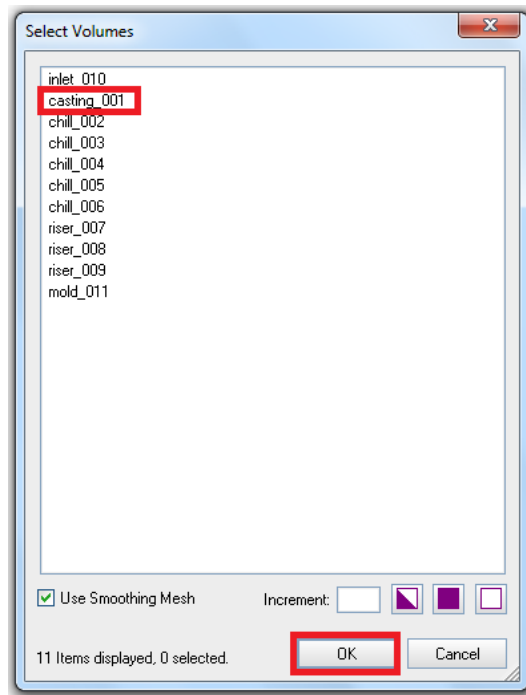 Select Volumes
inlet_010
casting_001
chill_002
chill_003
chill_004
chill_005
chill_006
riser_007
riser_008
riser_009
mold_011
Use Smoothing Mesh Increment:
11 Items displayed, 0 selected. OK Cancel